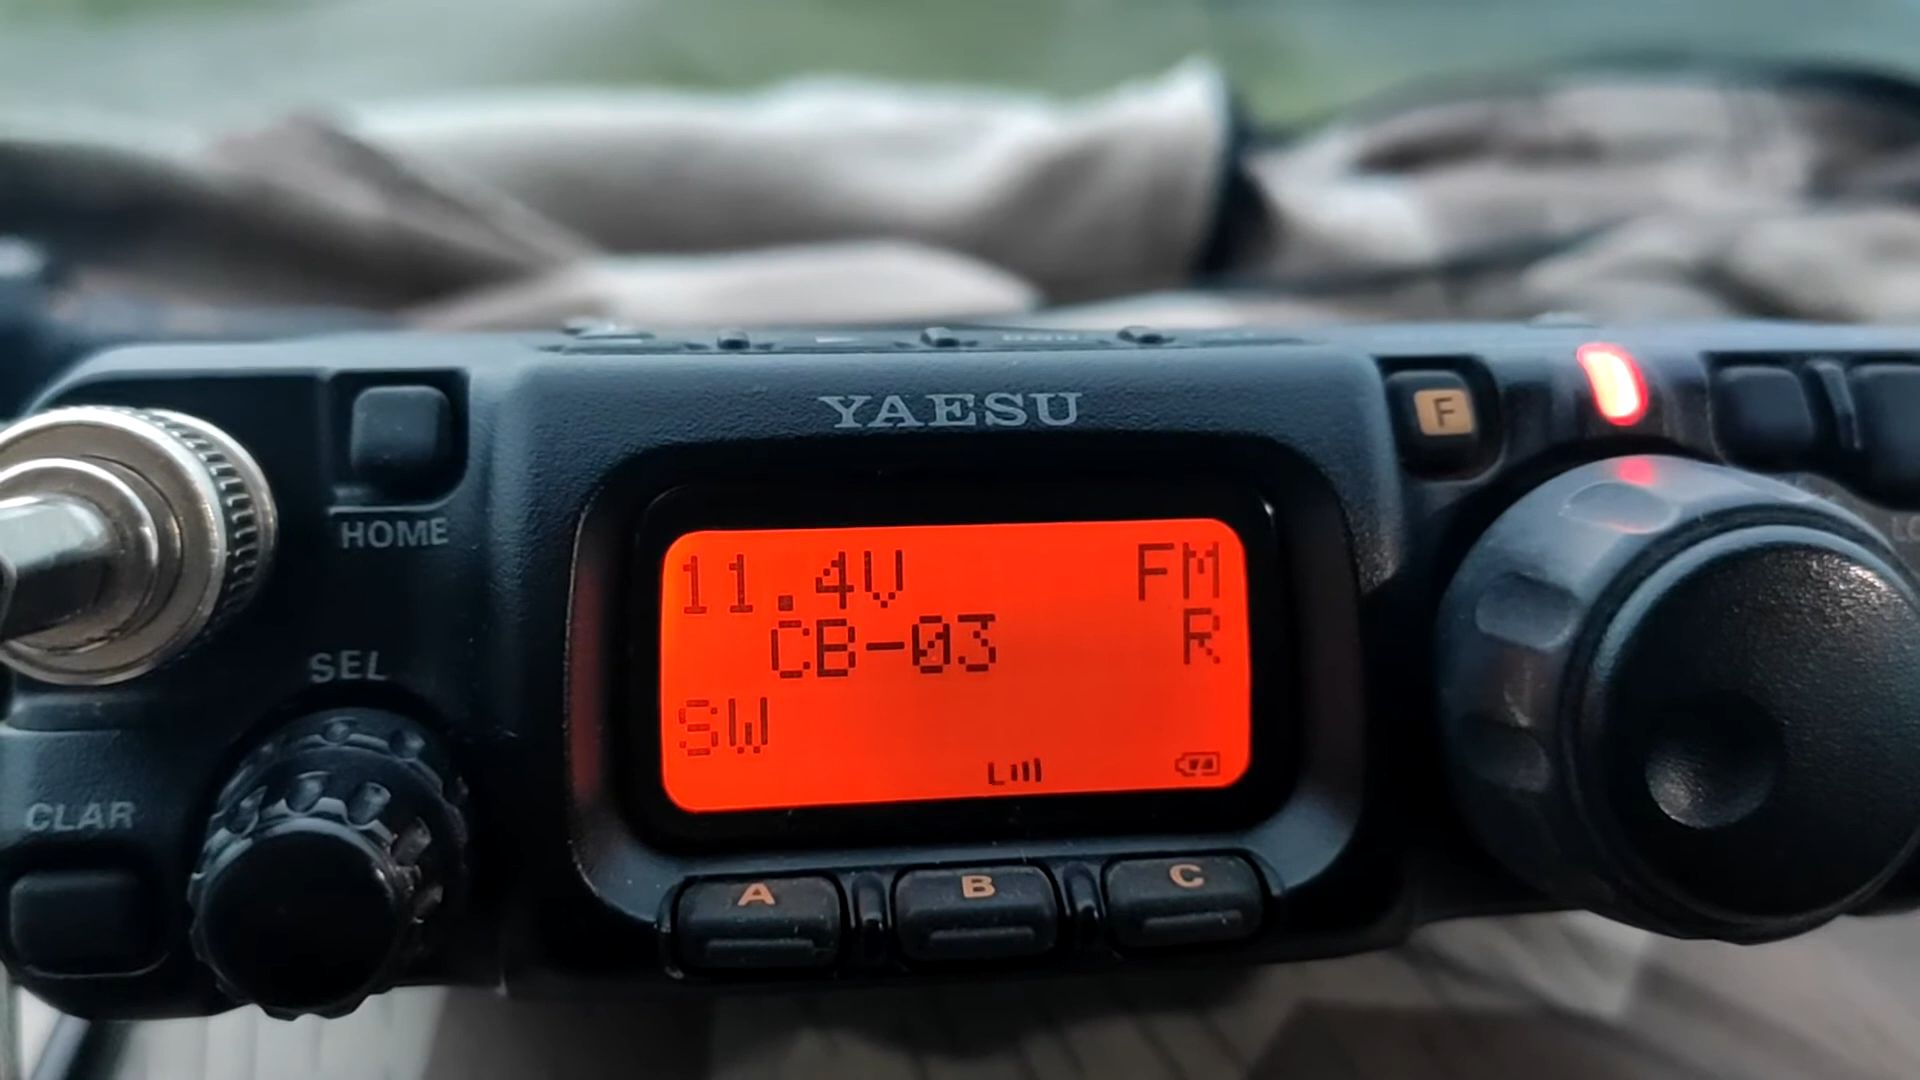 YAESU
F
HOME
11.4V FM
CB-03 R
SW
SEL
CLAR
A B C